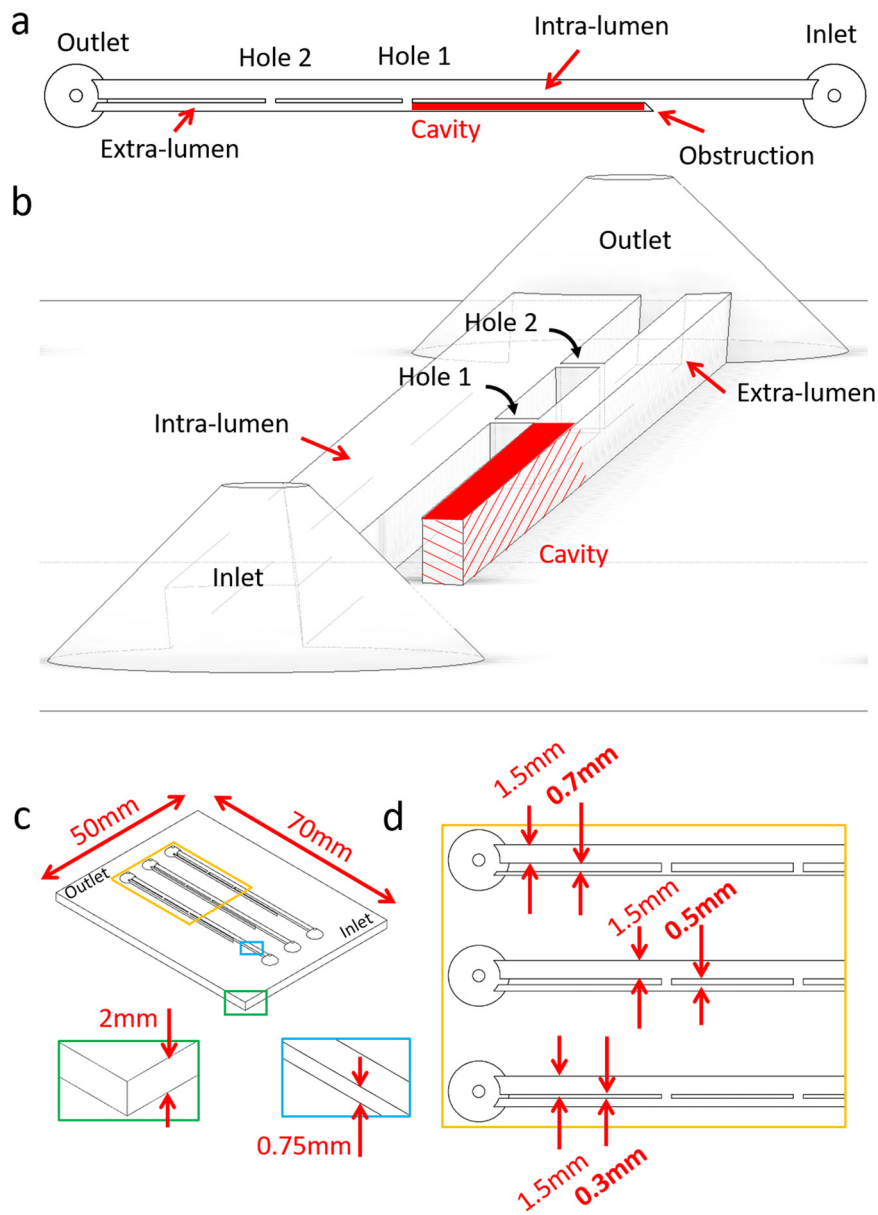 a
Outlet
Hole 2
Hole 1
Intra-lumen
Inlet
Extra-lumen
Cavity
Obstruction
b
Outlet
Hole 2
Hole 1
Extra-lumen
Intra-lumen
Inlet
Cavity
c
50mm
70mm
Outlet
Inlet
2mm
0.75mm
d
1.5mm
0.7mm
1.5mm
0.5mm
1.5mm
0.3mm